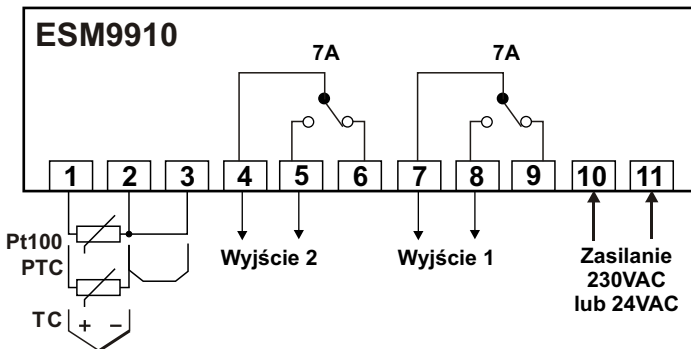 ESM9910
7A 7A
1 2 3 4 5 6 7 8 9 10 11
Pt100
PTC
TC + −
Wyjście 2
Wyjście 1
Zasilanie
230VAC
lub 24VAC